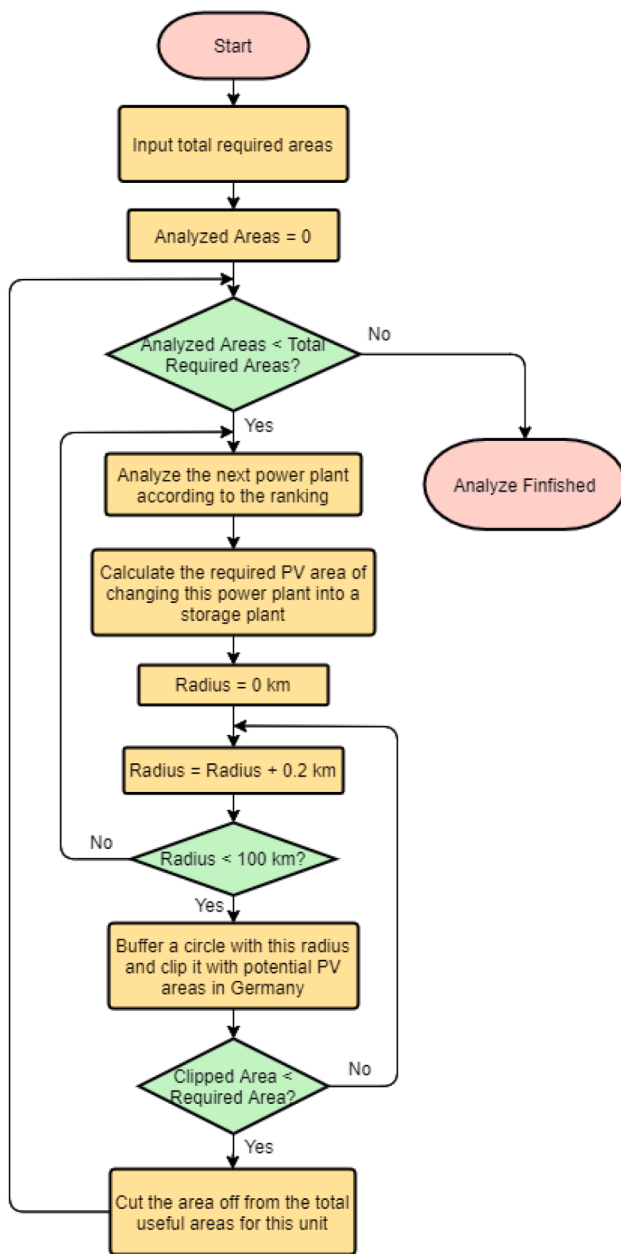 Start
Input total required areas
Analyzed Areas = 0
Analyzed Areas < Total
Required Areas?
No
Yes
Analyze Finfished
Analyze the next power plant
according to the ranking
Calculate the required PV area of
changing this power plant into a
storage plant
Radius = 0 km
Radius = Radius + 0.2 km
No
Radius < 100 km?
Yes
Buffer a circle with this radius
and clip it with potential PV
areas in Germany
Clipped Area <
Required Area?
No
Yes
Cut the area off from the total
useful areas for this unit